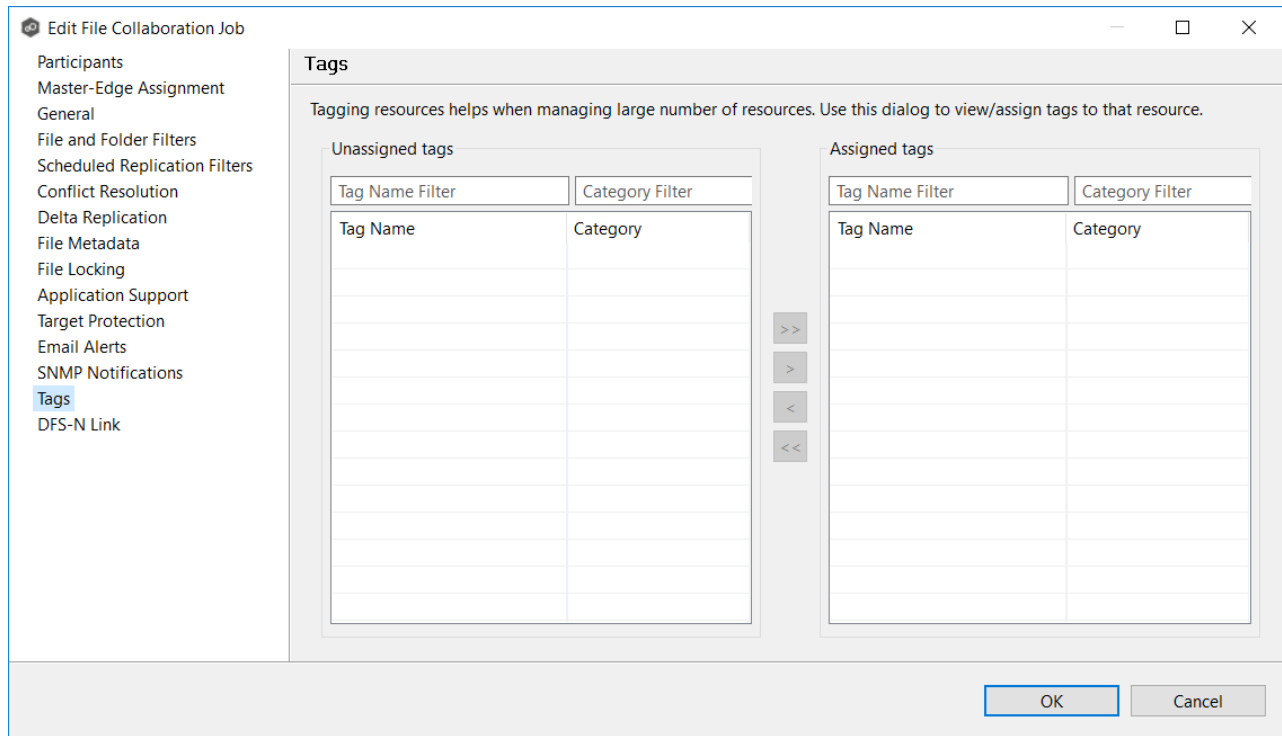 Edit File Collaboration Job
Participants
Master-Edge Assignment
General
File and Folder Filters
Scheduled Replication Filters
Conflict Resolution
Delta Replication
File Metadata
File Locking
Application Support
Target Protection
Email Alerts
SNMP Notifications
Tags
DFS-N Link
Tags
Tagging resources helps when managing large number of resources. Use this dialog to view/assign tags to that resource.
Unassigned tags
Tag Name Filter Category Filter
Tag Name Category
>>
>
<
<<
Assigned tags
Tag Name Filter Category Filter
Tag Name Category
OK Cancel